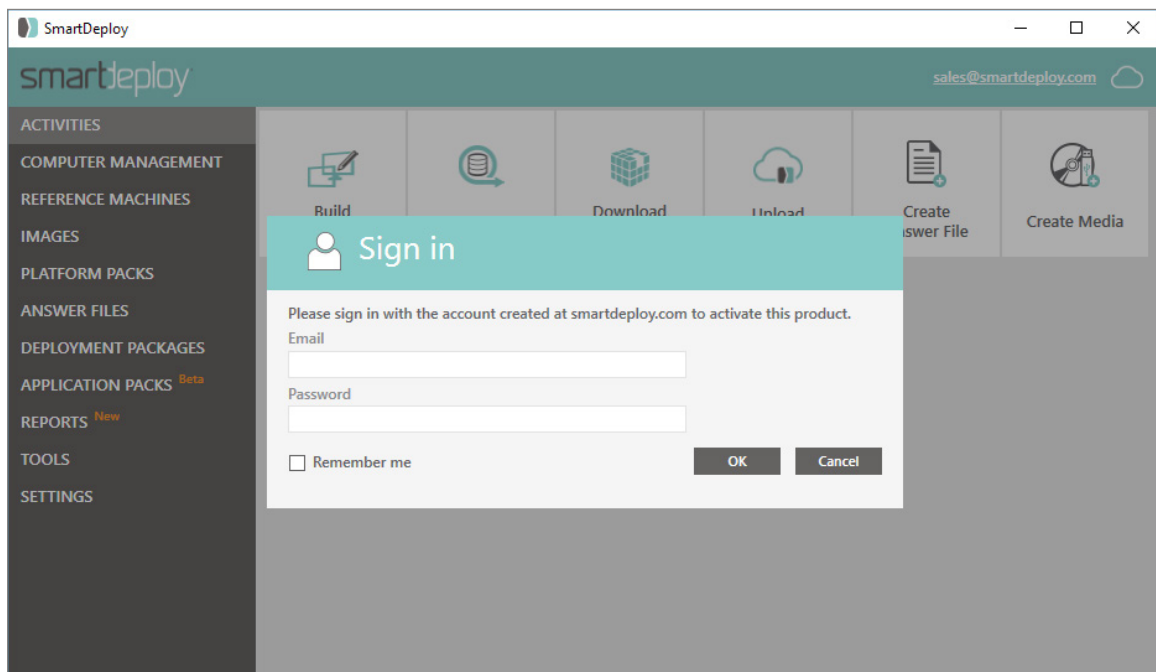 SmartDeploy
smartdeploy
sales@smartdeploy.com
ACTIVITIES
COMPUTER MANAGEMENT
REFERENCE MACHINES
IMAGES
PLATFORM PACKS
ANSWER FILES
DEPLOYMENT PACKAGES
APPLICATION PACKS Beta
REPORTS New
TOOLS
SETTINGS
Build
Download
Upload
Create
swer File
Create Media
Sign in
Please sign in with the account created at smartdeploy.com to activate this product.
Email
Password
Remember me
OK
Cancel